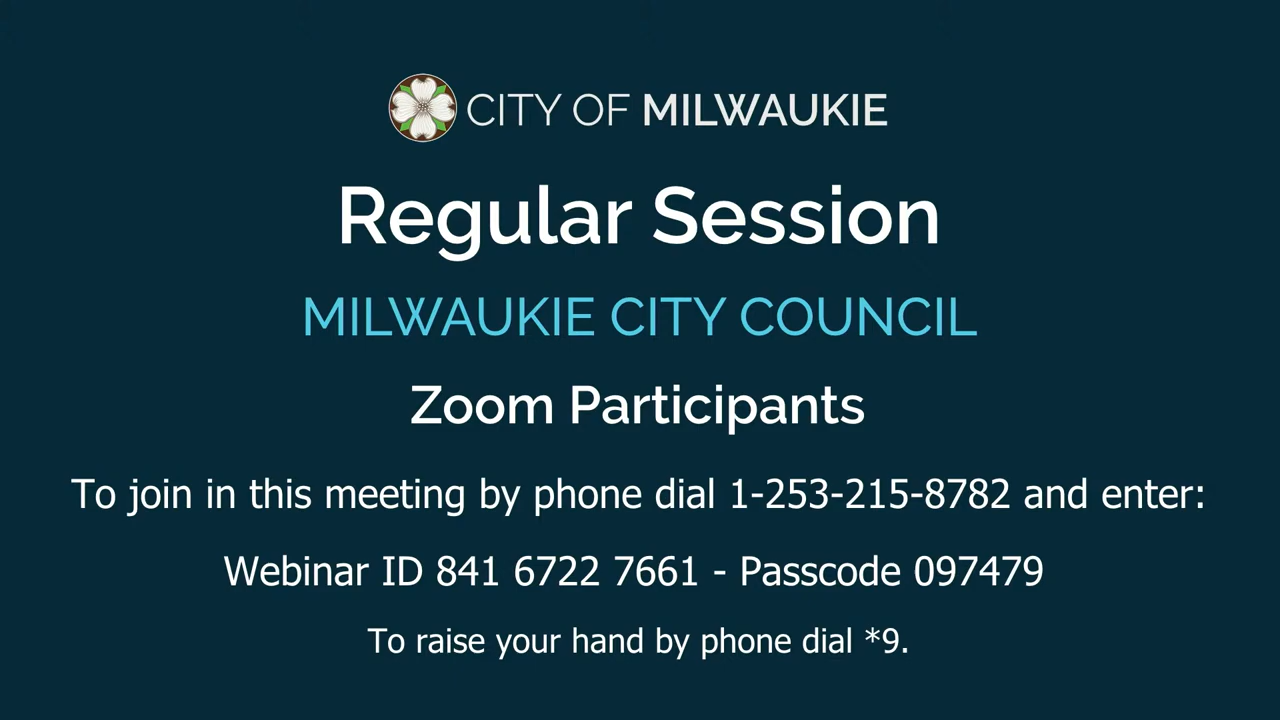 CITY OF MILWAUKIE
Regular Session
MILWAUKIE CITY COUNCIL
Zoom Participants
To join in this meeting by phone dial 1-253-215-8782 and enter:
Webinar ID 841 6722 7661 - Passcode 097479
To raise your hand by phone dial *9.